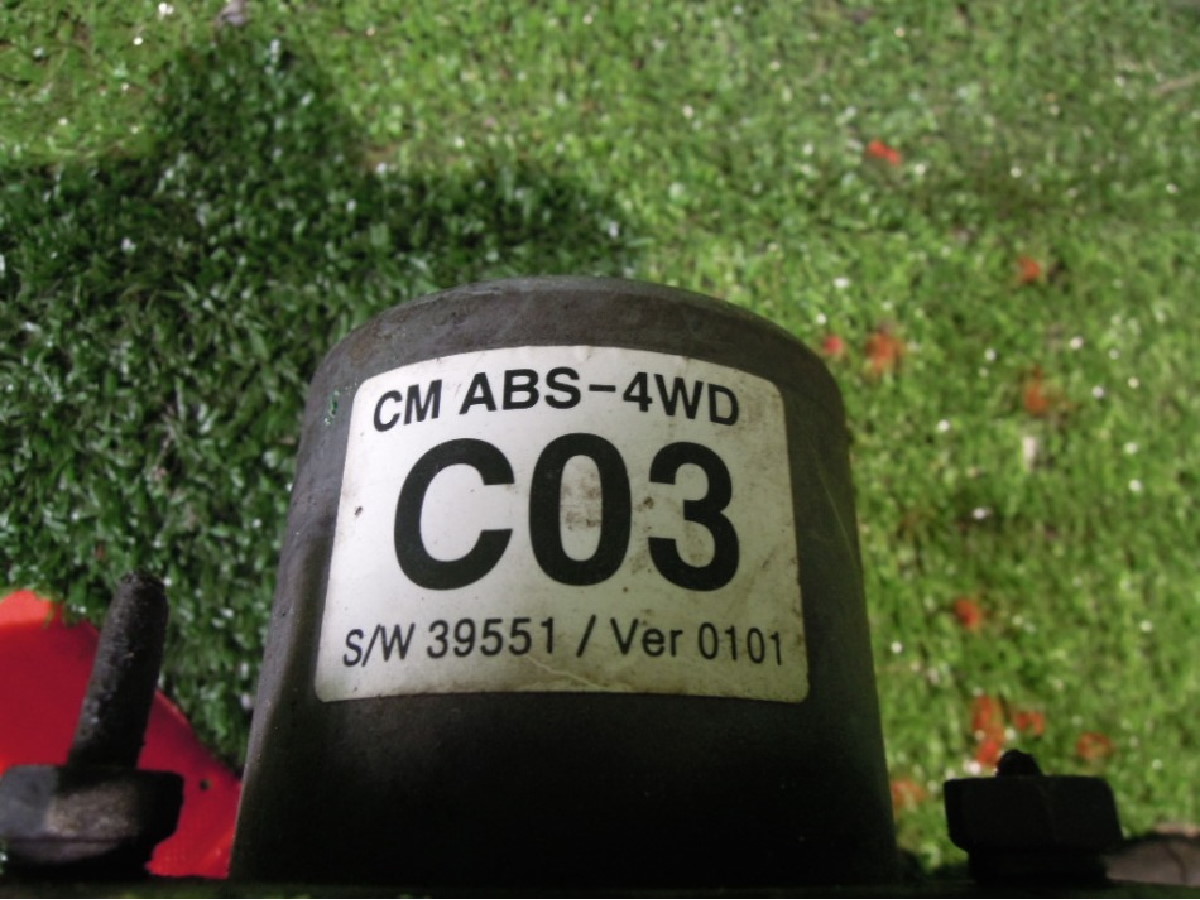 CM ABS-4WD
C03
S/W 39551 / Ver 0101